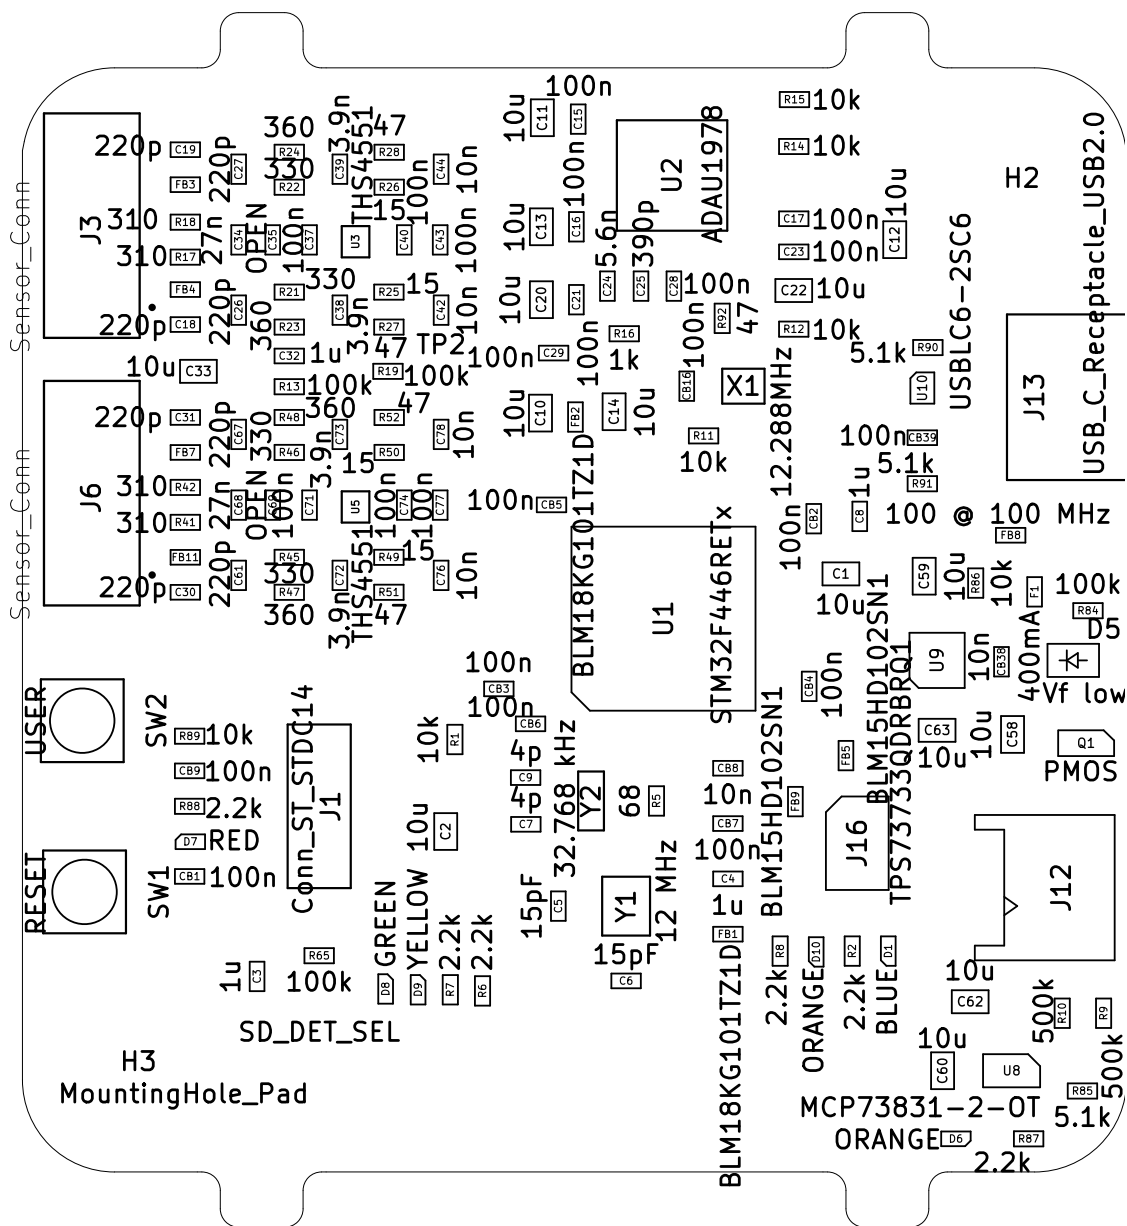 100n
R15 10k
10u C11 C15
3.9n
360 47
R14 10k
220p C19 R24 R28
THS4551
ADAU1978
U2
330
220p C27 C39 C44 10n
100n
H2
FB3 R22 R26
100n
10u
Sensor_Conn
J3
310 R18
15
C17 100n
USB_C_Receptacle_USB2.0
27n OPEN 100n
10u C13 C16
5.6n 390p
C34 C35 C37 U3 C40 C43 100n
C12
310 R17
C23 100n
USBLC6-2SC6
FB4 330
R21 R25 15
10u C20 C21 C24 C25 C28 100n
C22 10u
220p C26 C38 C42 10n
220p C18 360 R23 3.9n R27
R92 47
R12 10k
R16
TP2
1k
100n
10u C33 C32 1u 47
100n C29 100n
5.1k R90
R19 100k
R13 100k
CB16 X1
U10
J13
360
47
220p C31 R48 R52
10u C10 FB2 C14 10u
12.288MHz
220p C67 330 C73 C78 10n
R11
10k
100n CB39
FB7 R46 3.9n R50
15
5.1k
Sensor_Conn
J6
310 R42
R91
27n OPEN 100n
C68 C69 C71 U5 100n C74 100n C77
100n CB5
BLM18KG101TZ1D
100n CB2 C8 1u
310 R41
100 @ 100 MHz
FB8
FB11 R45 R49 15
220p C61 330 C72 C76 10n
C1
10u
C59 10u R86 10k
F1
100k
R84
220p C30 R47 R51
360 47
3.9n
THS4551
U1
STM32F446RETx
BLM15HD102SN1
D5
U9 10n CB38 400mA
Vf low
100n
CB3
100n
CB4 100n
USER
SW2
CB6
R89 10k
10k R1
C63
10u
10u C58
Q1
PMOS
Conn_ST_STDC14
J1
4p
C9
CB9 100n
32.768 kHz
Y2
CB8
10n
FB5
BLM15HD102SN1
FB9
R88 2.2k
4p
C7
68 R5
CB7
100n
TPS73733QDRBRQ1
J16
D7 RED
10u C2
RESET
SW1
CB1 100n
15pF C5
Y1
12 MHz
C4
1u
J12
FB1
BLM18KG101TZ1D
GREEN YELLOW 2.2k 2.2k
15pF
C6
R65
100k
1u C3
D8 D9 R7 R6
R8 D10 R2 D1
2.2k ORANGE 2.2k BLUE
10u
C62
500k R10 R9
500k
SD_DET_SEL
10u
C60
U8
H3
MountingHole_Pad
R85
5.1k
MCP73831-2-OT
ORANGE D6 R87
2.2k